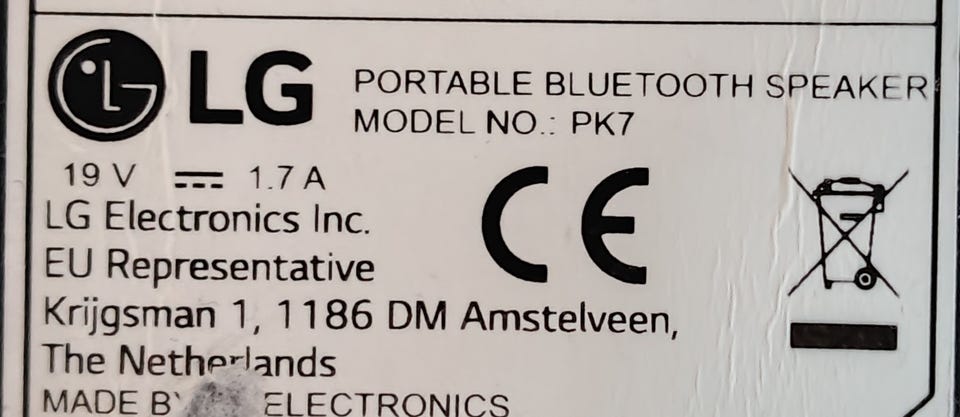 LG PORTABLE BLUETOOTH SPEAKER
MODEL NO.: PK7
19 V ⎓ 1.7 A
LG Electronics Inc.
EU Representative
Krijgsman 1, 1186 DM Amstelveen,
The Netherlands
MADE ELECTRONICS
CE